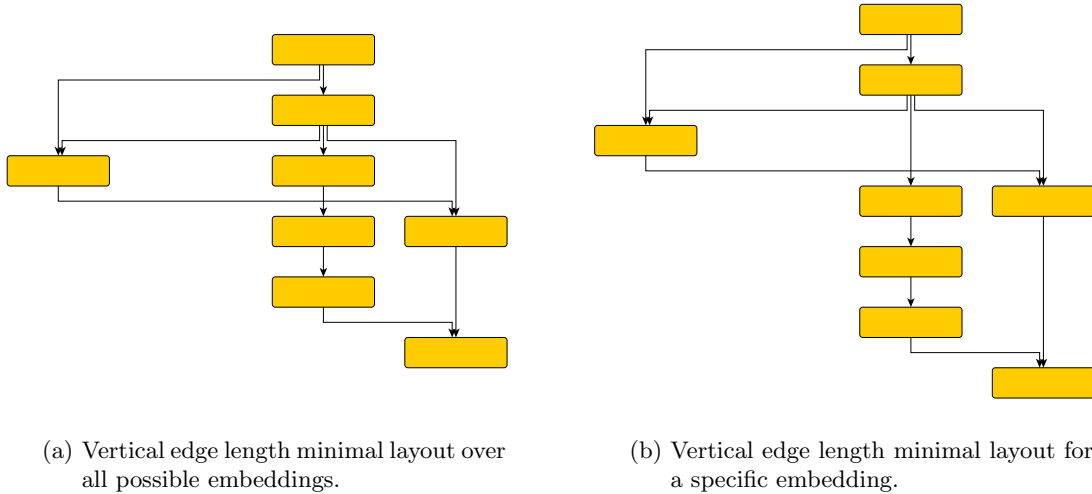 (a) Vertical edge length minimal layout over
all possible embeddings.
(b) Vertical edge length minimal layout for
a specific embedding.